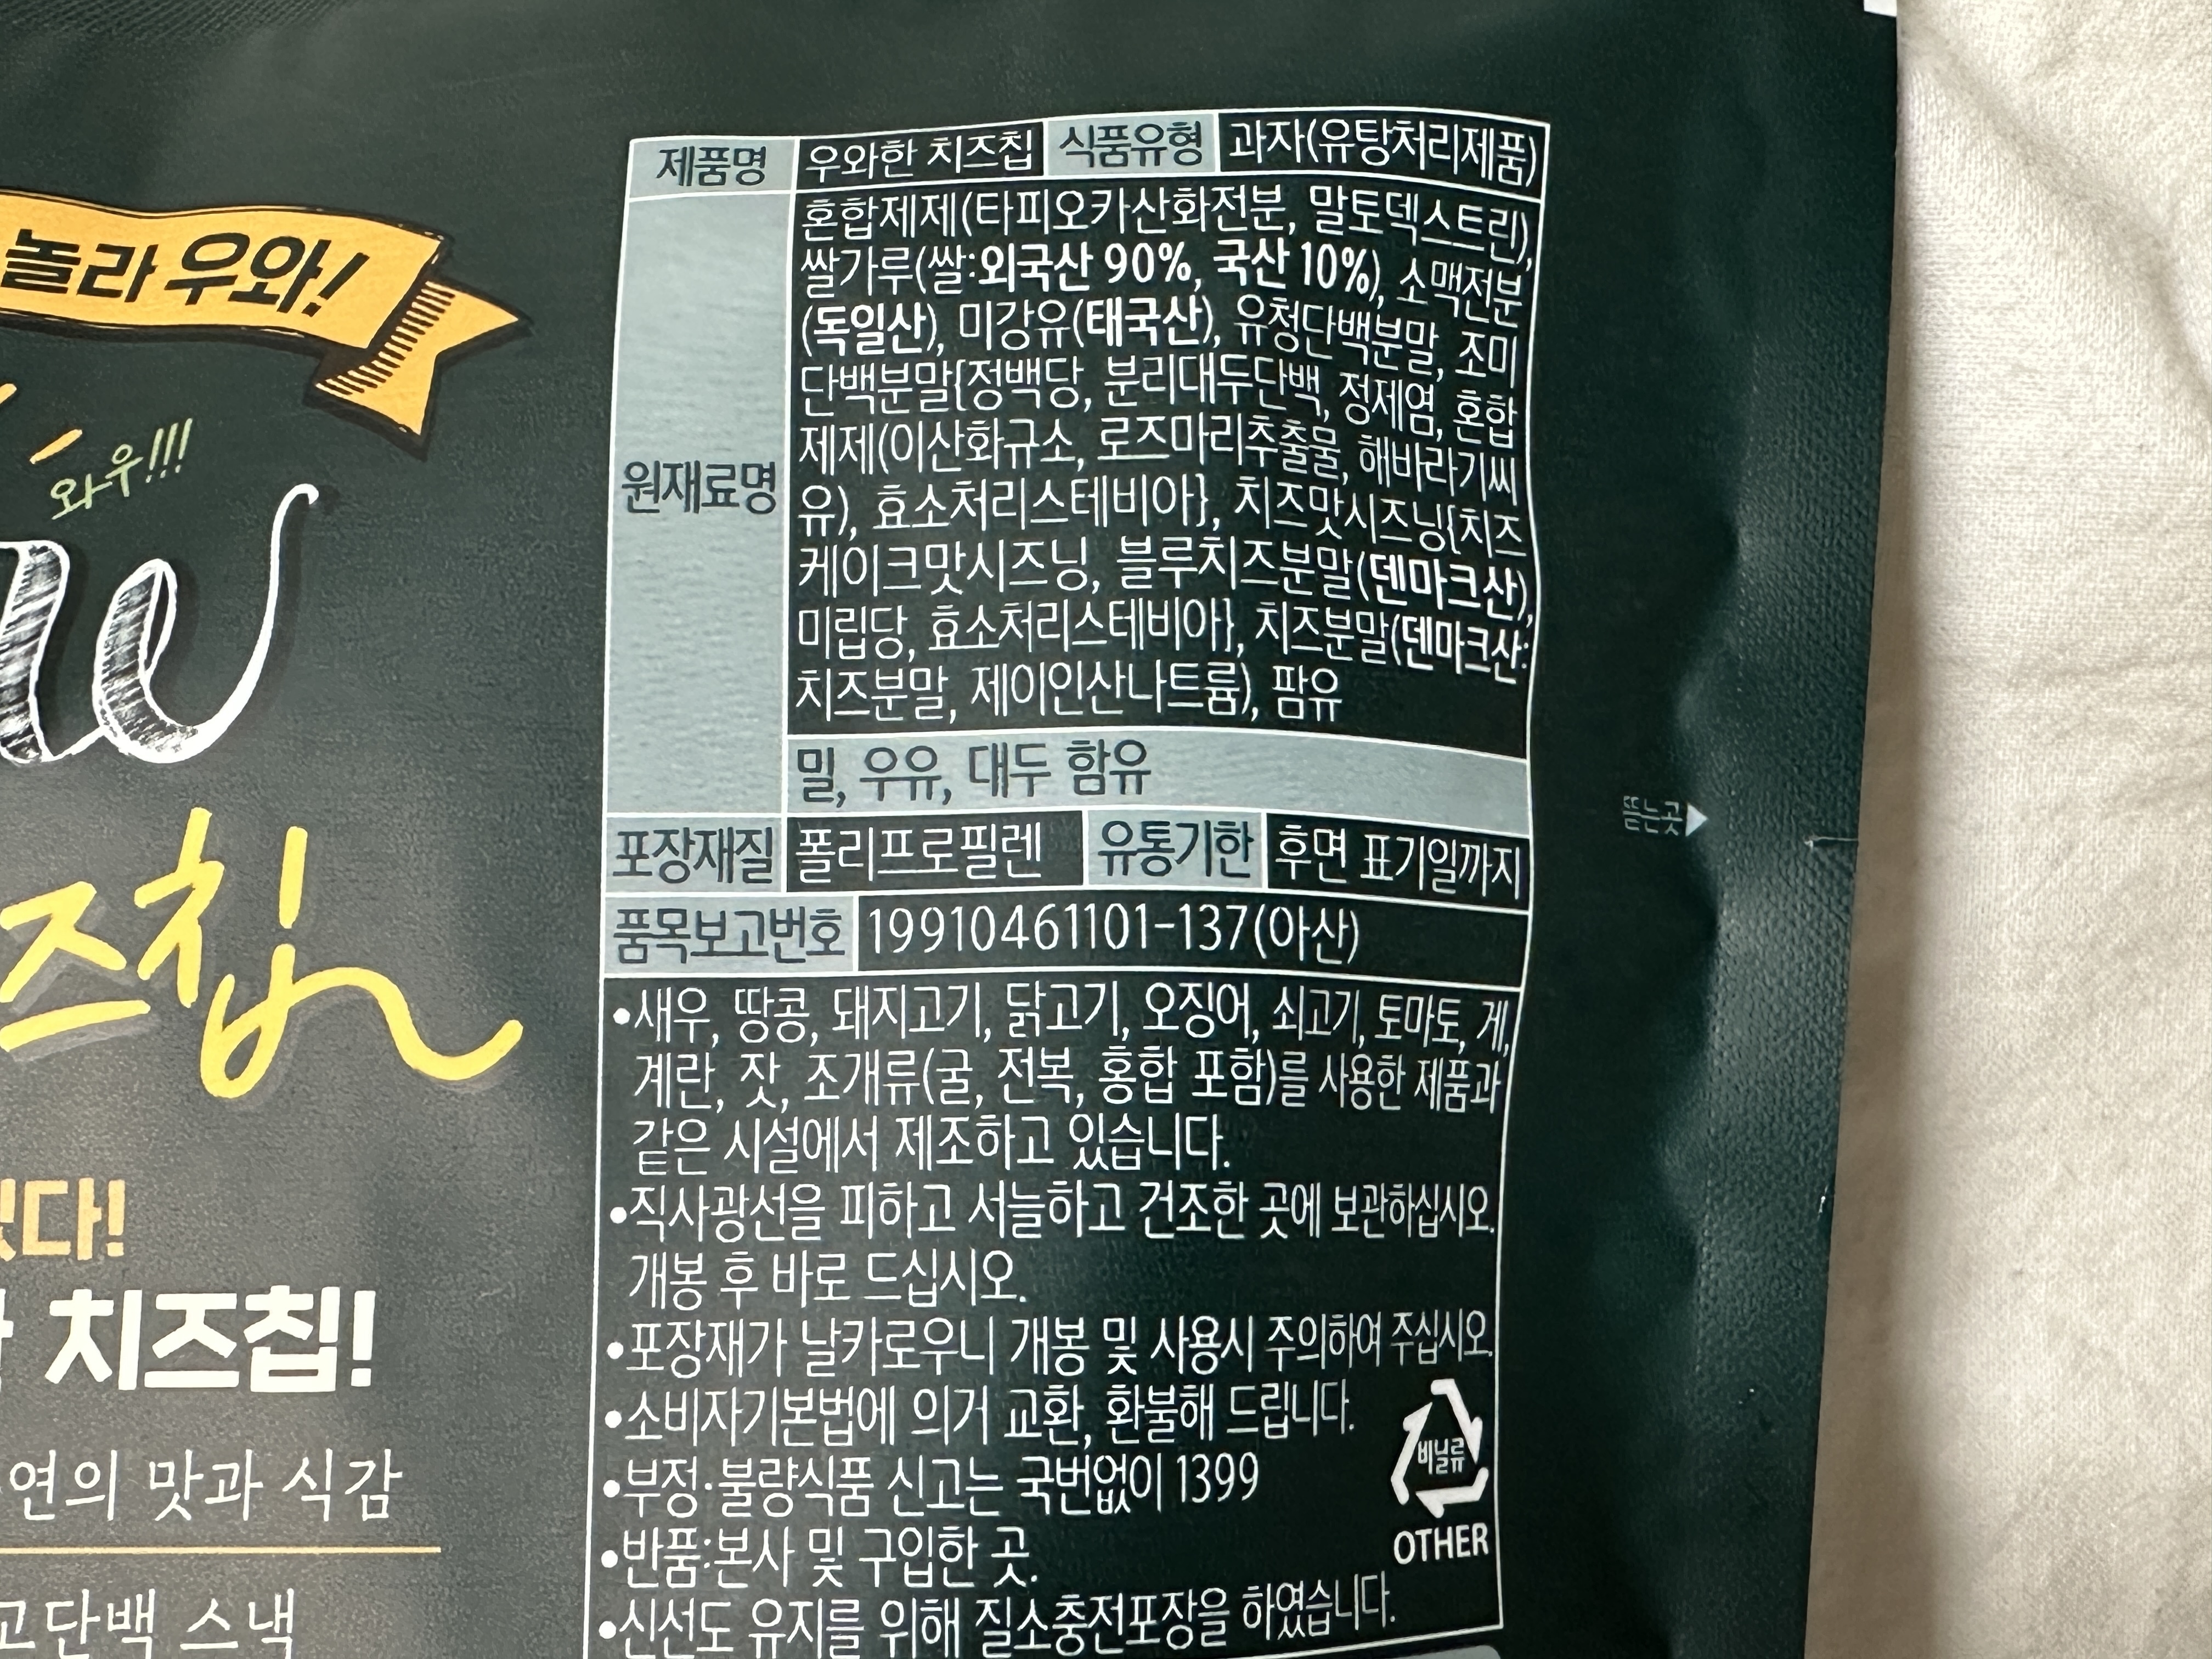 놀라 우와!
와우!!!
즈칩
다!
치즈칩!
연의 맛과 식감
고단백 스낵
제품명 우와한 치즈칩 식품유형 과자(유탕처리제품)
원재료명
혼합제제(타피오카산화전분, 말토덱스트린),
쌀가루(쌀:외국산 90%, 국산 10%), 소맥전분
(독일산), 미강유(태국산), 유청단백분말, 조미
단백분말{정백당, 분리대두단백, 정제염, 혼합
제제(이산화규소, 로즈마리추출물, 해바라기씨
유), 효소처리스테비아}, 치즈맛시즈닝{치즈
케이크맛시즈닝, 블루치즈분말(덴마크산),
미립당, 효소처리스테비아}, 치즈분말(덴마크산:
치즈분말, 제이인산나트륨), 팜유
밀, 우유, 대두 함유
포장재질 폴리프로필렌 유통기한 후면 표기일까지
품목보고번호 19910461101-137(아산)
•새우, 땅콩, 돼지고기, 닭고기, 오징어, 쇠고기, 토마토, 게,
계란, 잣, 조개류(굴, 전복, 홍합 포함)를 사용한 제품과
같은 시설에서 제조하고 있습니다.
•직사광선을 피하고 서늘하고 건조한 곳에 보관하십시오.
개봉 후 바로 드십시오.
•포장재가 날카로우니 개봉 및 사용시 주의하여 주십시오.
•소비자기본법에 의거 교환, 환불해 드립니다.
•부정·불량식품 신고는 국번없이 1399
•반품:본사 및 구입한 곳.
•신선도 유지를 위해 질소충전포장을 하였습니다.
비닐류
OTHER
뜯는곳▶